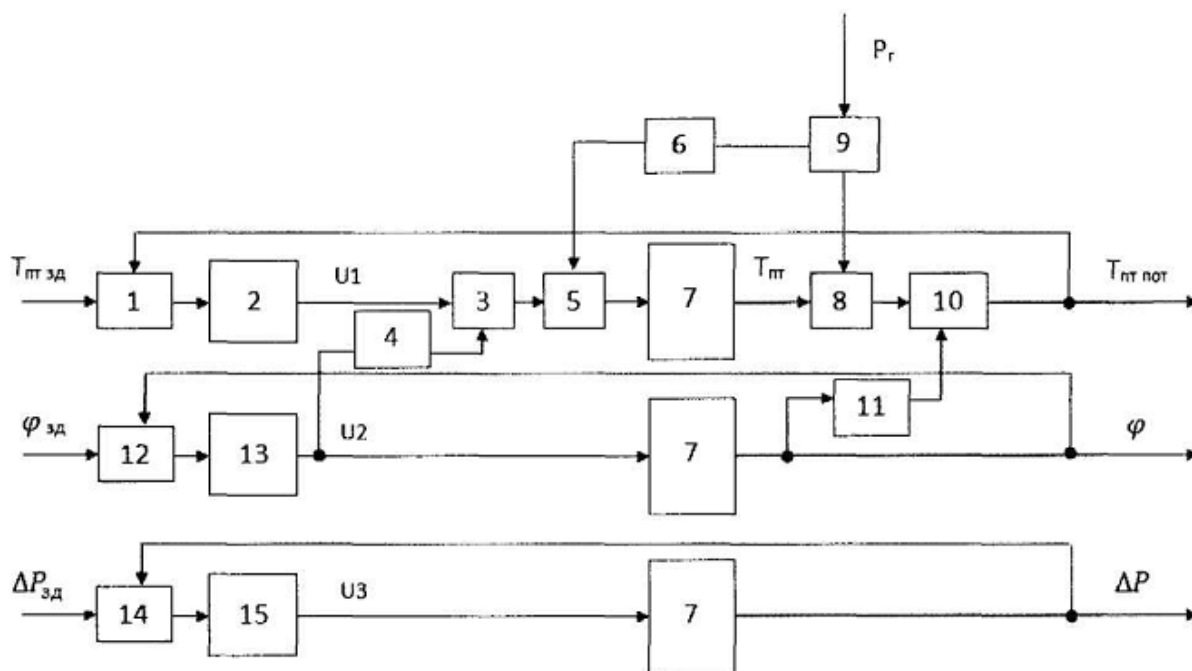 Pг
6 9
Tпт зд 1 2 U1 3 5 7 Tпт 8 10 Tпт пот
4
φ зд 12 13 U2 7 11 φ
ΔPзд 14 15 U3 7 ΔP